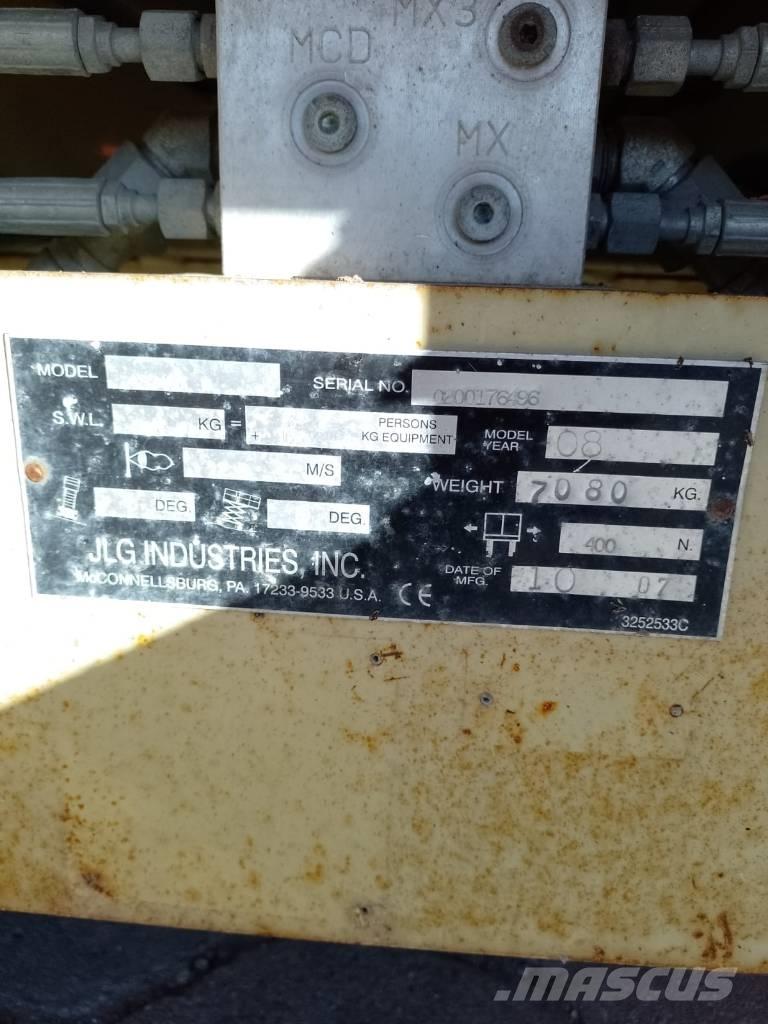 MX3
MCD
MX
MODEL
SERIAL NO. 0200176496
S.W.L. KG = + PERSONS
KG EQUIPMENT
MODEL YEAR 08
M/S
WEIGHT 7080 KG.
DEG. DEG.
400 N.
JLG INDUSTRIES, INC.
McCONNELLSBURG, PA. 17233-9533 U.S.A. CE
DATE OF MFG. 10 07
3252533C
MASCUS